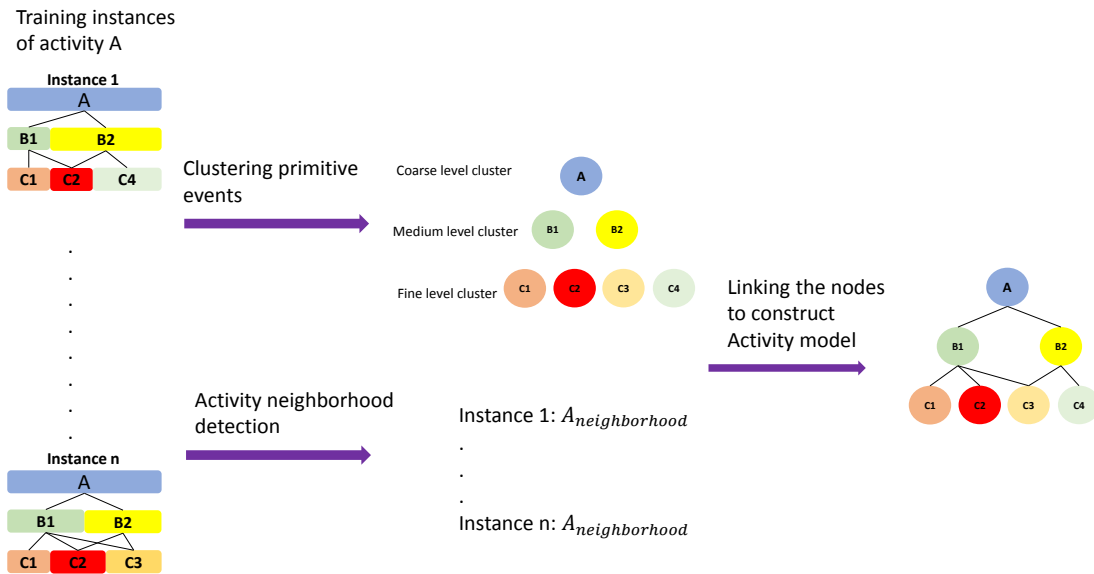 Training instances
of activity A
Instance 1
A
B1 B2
C1 C2 C4
.
.
.
.
.
.
.
.
Instance n
A
B1 B2
C1 C2 C3
Clustering primitive
events
Activity neighborhood
detection
Coarse level cluster
A
Medium level cluster
B1 B2
Fine level cluster
C1 C2 C3 C4
Instance 1: A_neighborhood
.
.
.
Instance n: A_neighborhood
Linking the nodes
to construct
Activity model
A
B1 B2
C1 C2 C3 C4